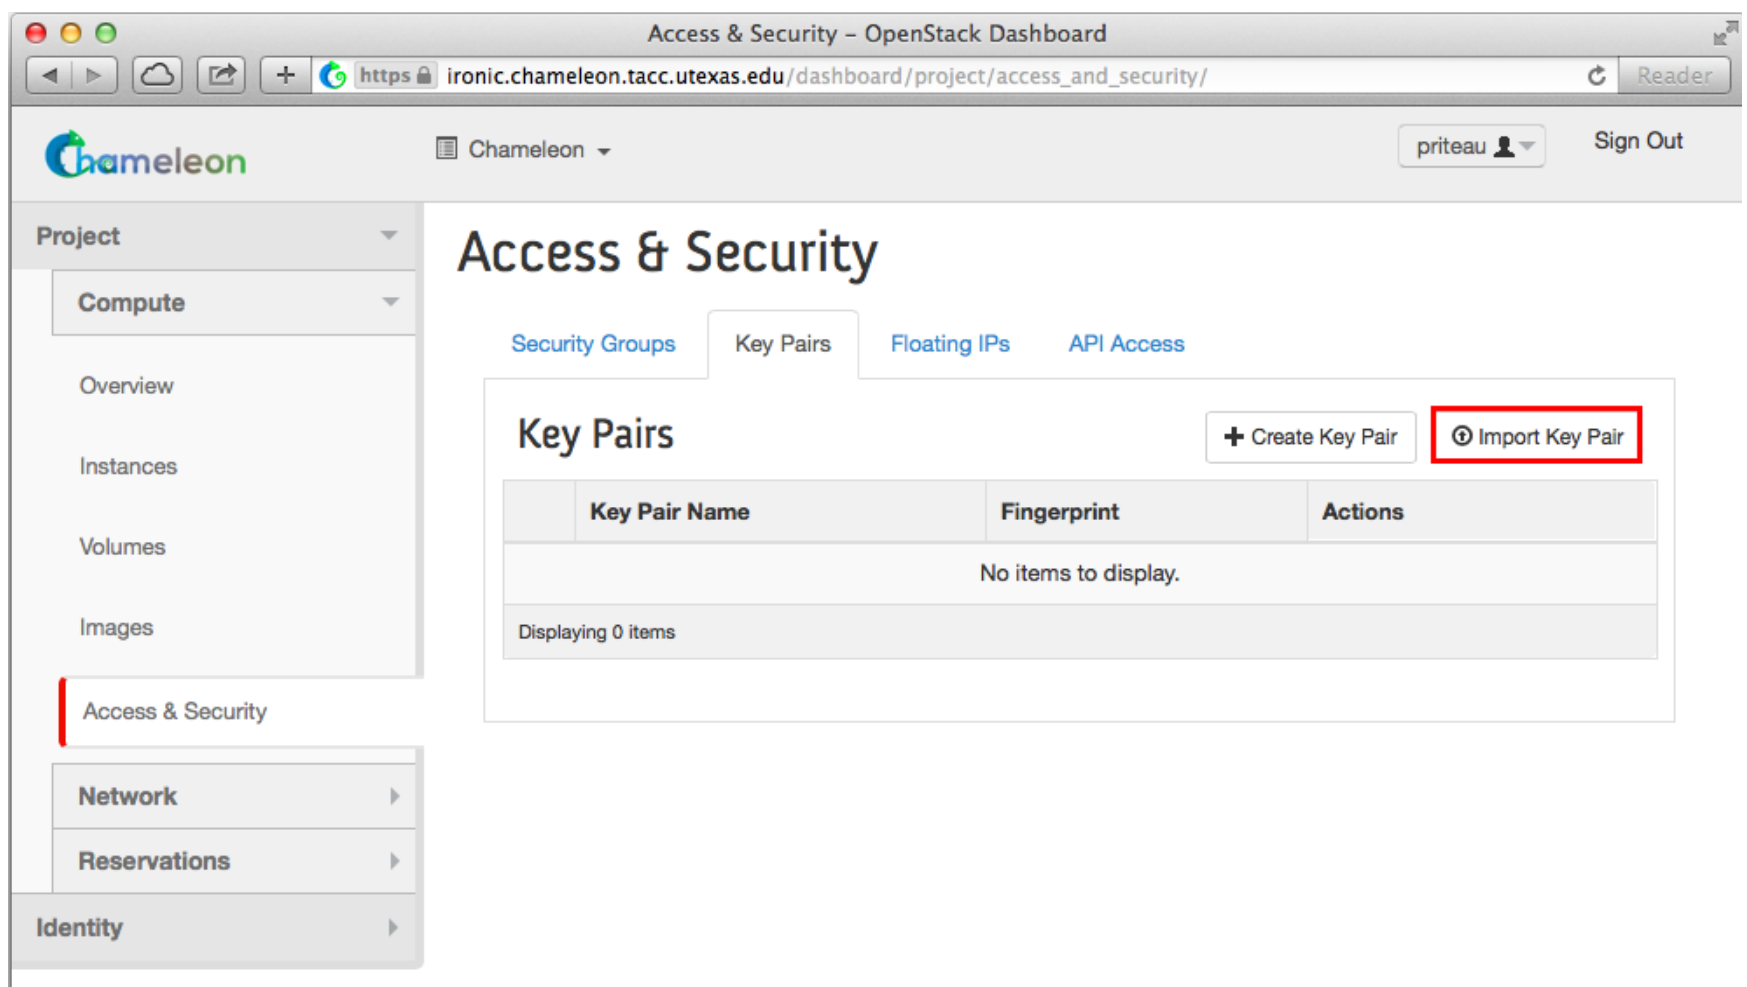 Access & Security – OpenStack Dashboard
https ironic.chameleon.tacc.utexas.edu/dashboard/project/access_and_security/ Reader
Chameleon Chameleon priteau Sign Out
Project
Compute
Overview
Instances
Volumes
Images
Access & Security
Network
Reservations
Identity
Access & Security
Security Groups Key Pairs Floating IPs API Access
Key Pairs Create Key Pair Import Key Pair
Key Pair Name Fingerprint Actions
No items to display.
Displaying 0 items